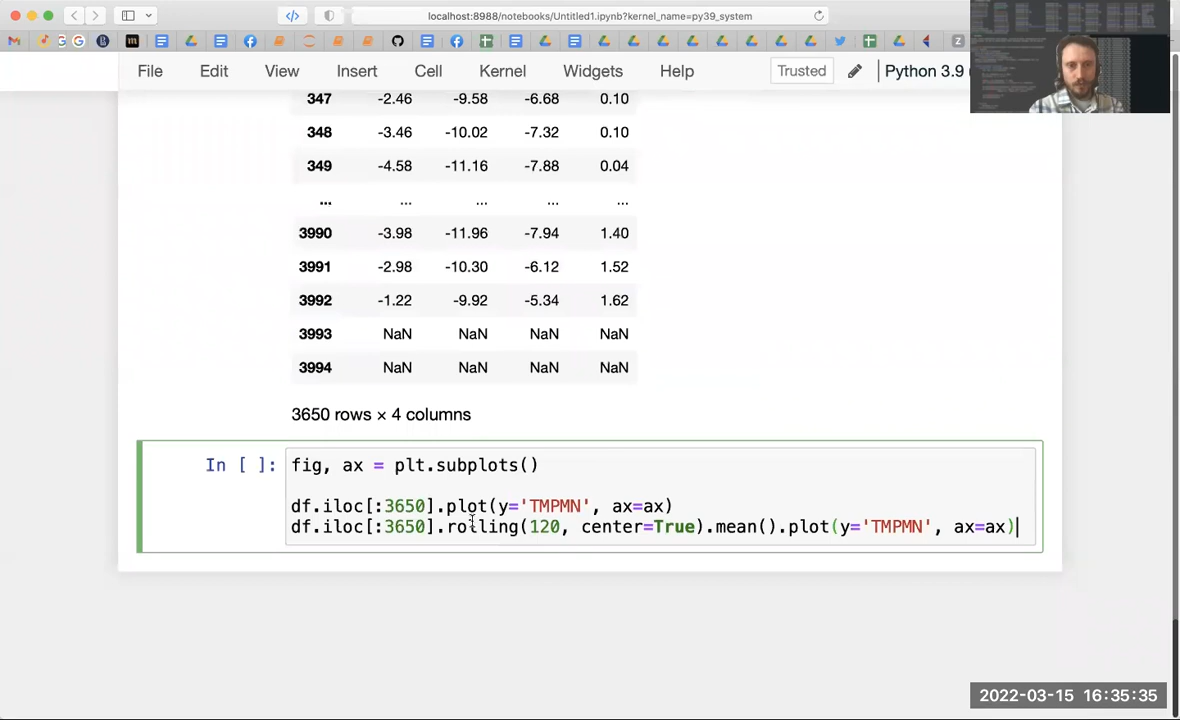 localhost:8988/notebooks/Untitled1.ipynb?kernel_name=py39_system
File Edit View Insert Cell Kernel Widgets Help Trusted Python 3.9
347 -2.46 -9.58 -6.68 0.10
348 -3.46 -10.02 -7.32 0.10
349 -4.58 -11.16 -7.88 0.04
... ... ... ... ...
3990 -3.98 -11.96 -7.94 1.40
3991 -2.98 -10.30 -6.12 1.52
3992 -1.22 -9.92 -5.34 1.62
3993 NaN NaN NaN NaN
3994 NaN NaN NaN NaN
3650 rows × 4 columns
In [ ]: fig, ax = plt.subplots()
df.iloc[:3650].plot(y='TMPMN', ax=ax)
df.iloc[:3650].rolling(120, center=True).mean().plot(y='TMPMN', ax=ax)
2022-03-15 16:35:35